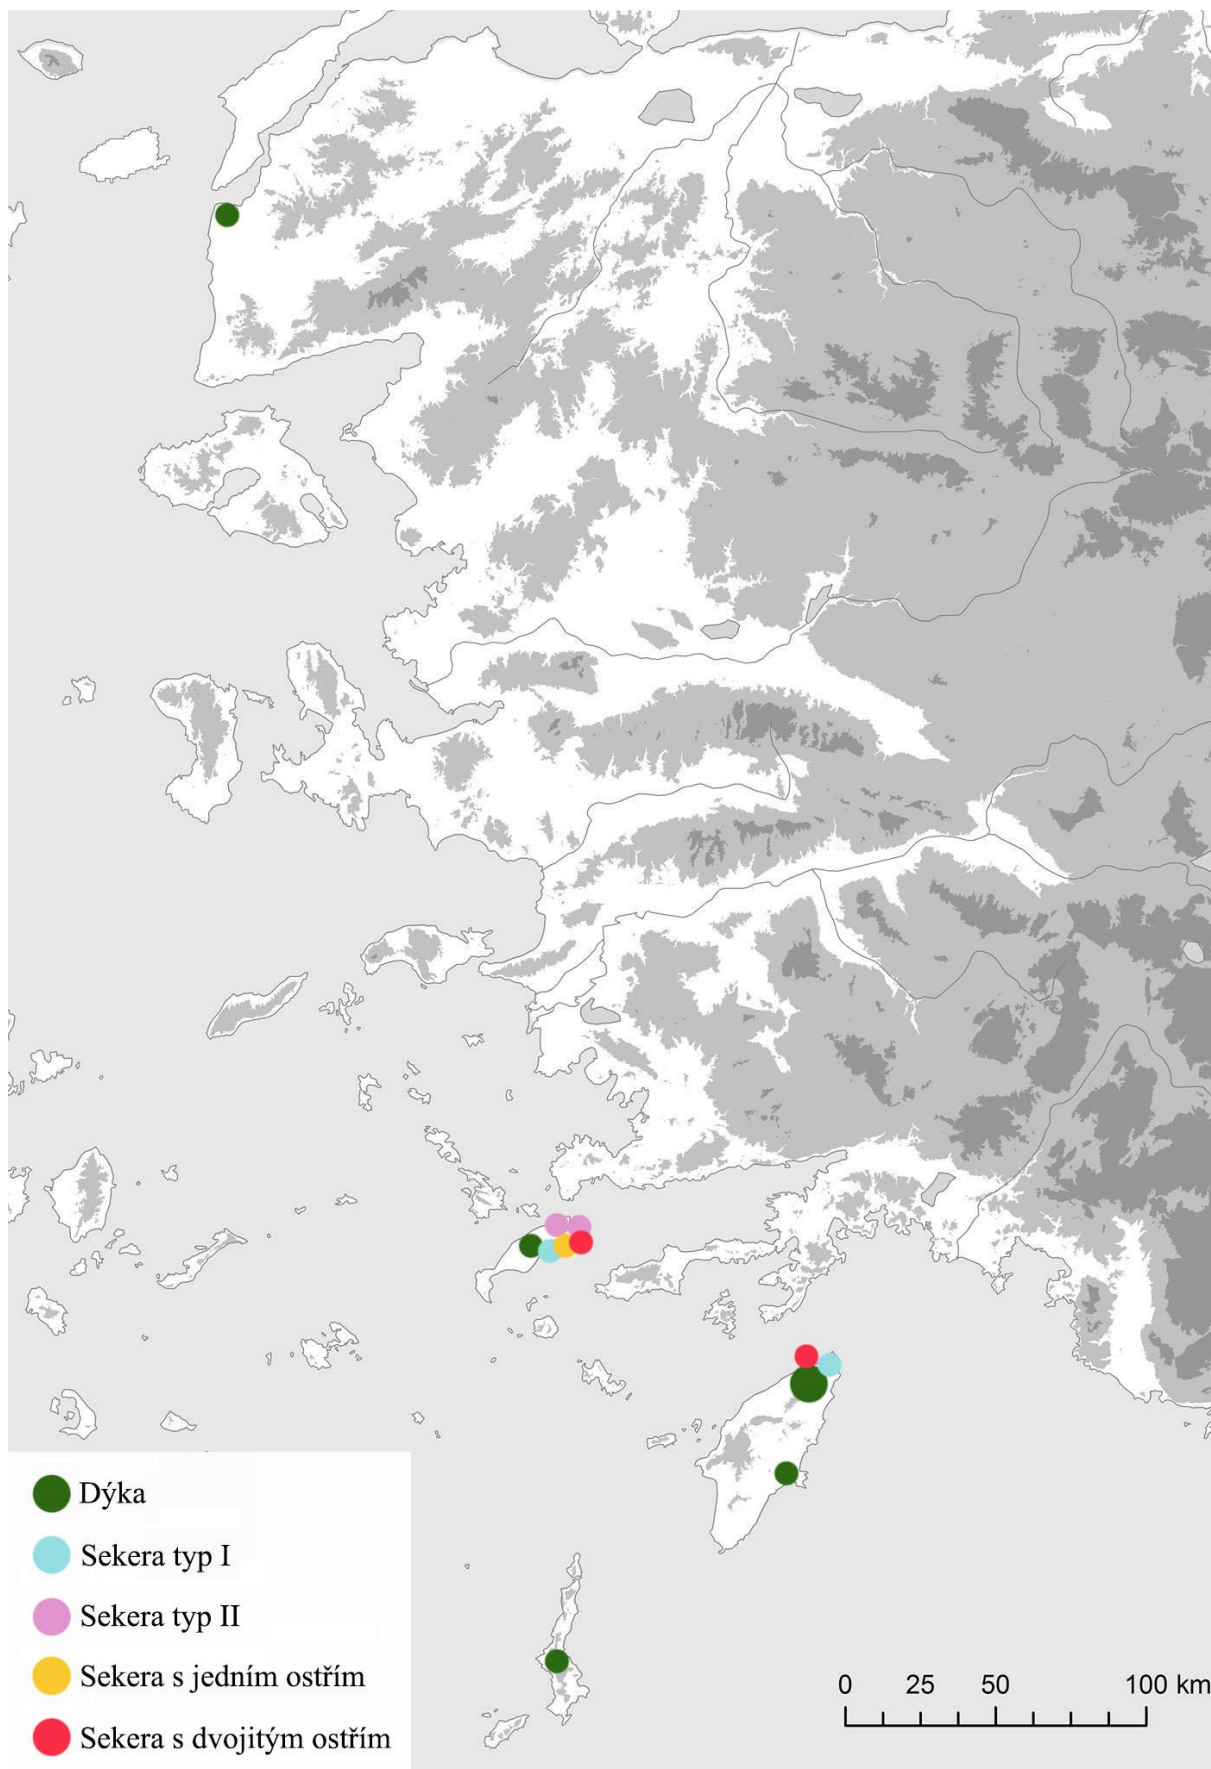 Dýka
Sekera typ I
Sekera typ II
Sekera s jedním ostřím
Sekera s dvojitým ostřím
0 25 50 100 km